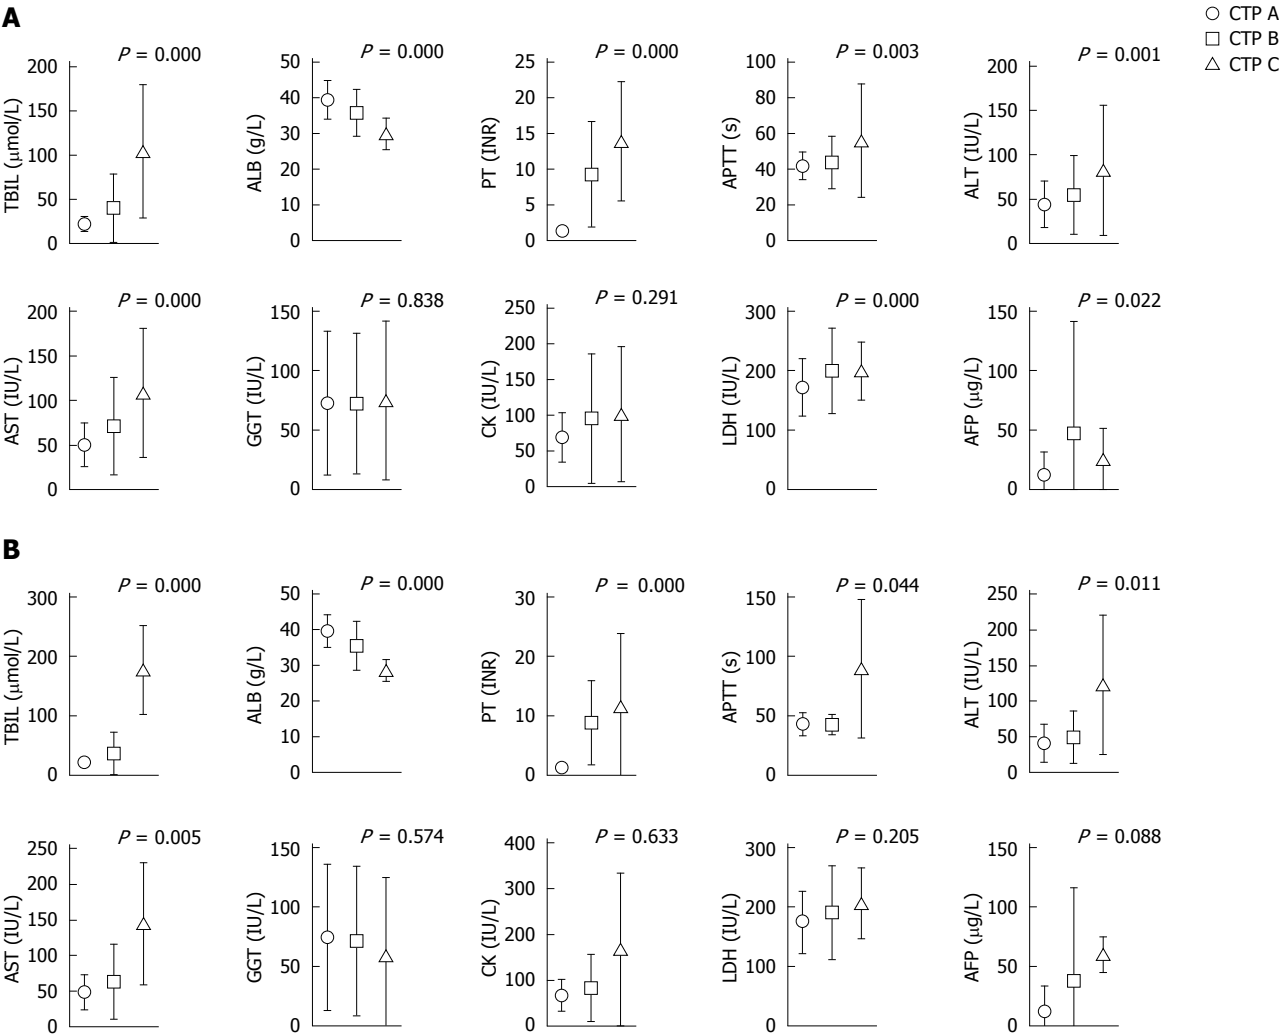 A
CTP A
CTP B
CTP C
P = 0.000
TBIL (μmol/L)
200
150
100
50
0
P = 0.000
ALB (g/L)
50
40
30
20
10
0
P = 0.000
PT (INR)
25
20
15
10
5
0
P = 0.003
APTT (s)
100
80
60
40
20
0
P = 0.001
ALT (IU/L)
200
150
100
50
0
P = 0.000
AST (IU/L)
200
150
100
50
0
P = 0.838
GGT (IU/L)
150
100
50
0
P = 0.291
CK (IU/L)
250
200
150
100
50
0
P = 0.000
LDH (IU/L)
300
200
100
0
P = 0.022
AFP (μg/L)
150
100
50
0
B
P = 0.000
TBIL (μmol/L)
300
200
100
0
P = 0.000
ALB (g/L)
50
40
30
20
10
0
P = 0.000
PT (INR)
30
20
10
0
P = 0.044
APTT (s)
150
100
50
0
P = 0.011
ALT (IU/L)
250
200
150
100
50
0
P = 0.005
AST (IU/L)
250
200
150
100
50
0
P = 0.574
GGT (IU/L)
150
100
50
0
P = 0.633
CK (IU/L)
400
300
200
100
0
P = 0.205
LDH (IU/L)
300
200
100
0
P = 0.088
AFP (μg/L)
150
100
50
0